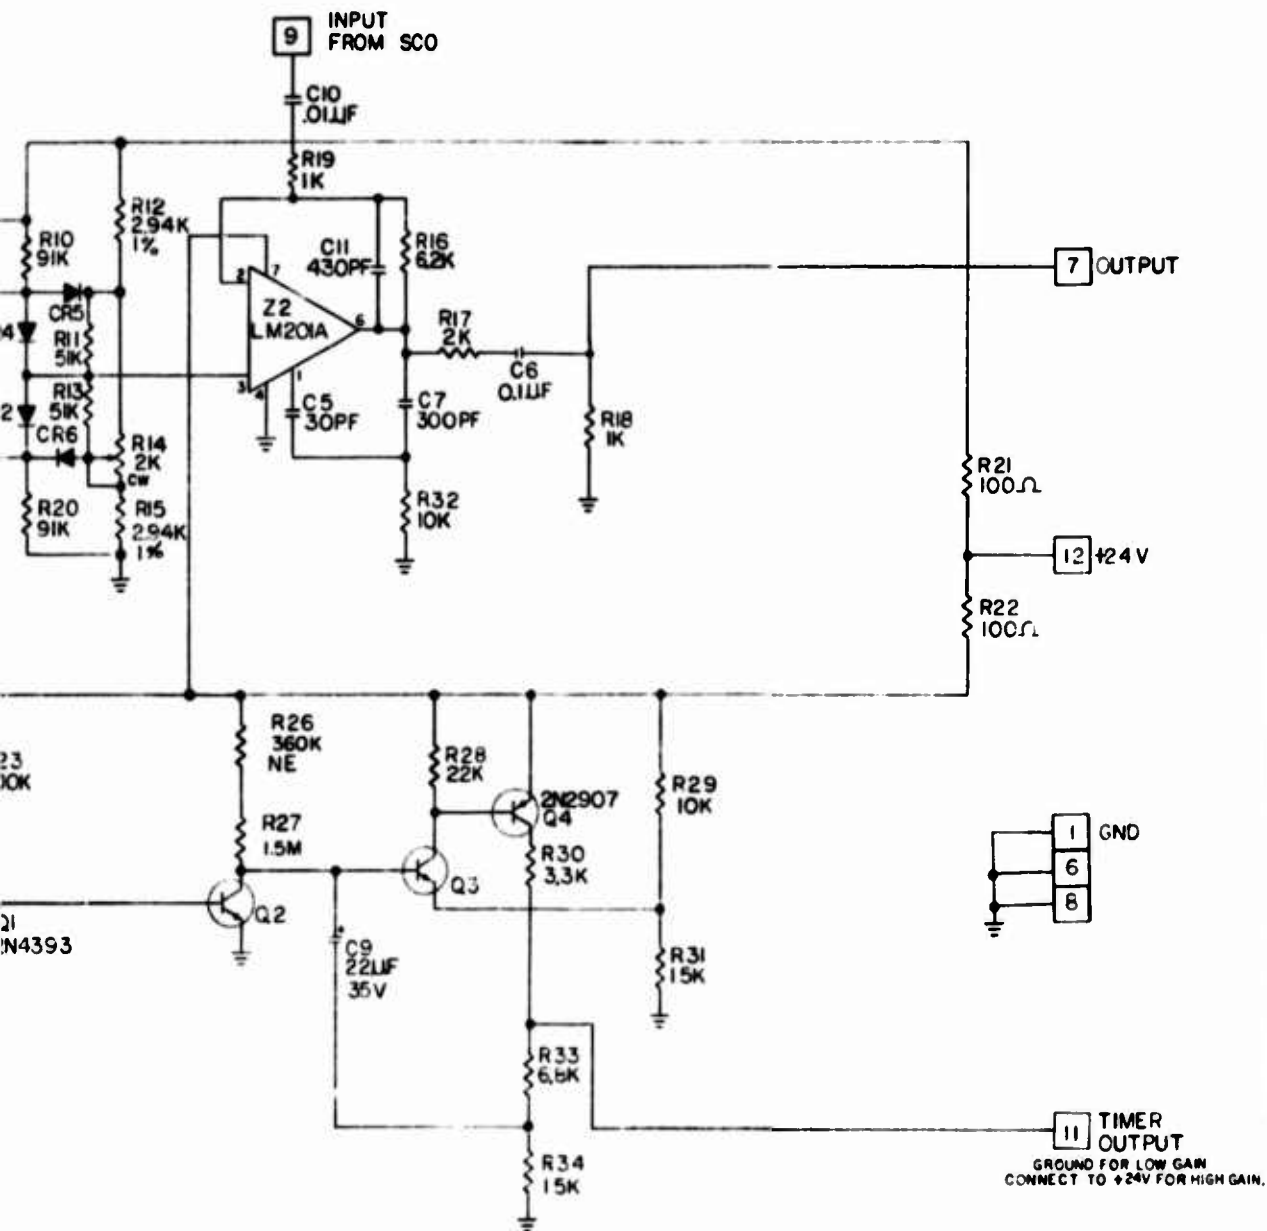 9
INPUT
FROM SCO
C10
.01UF
R19
1K
R12
2.94K
1%
R10
91K
C11
430PF
R16
6.2K
7
2
Z2
LM201A
6
3
4
1
CR5
R11
51K
R13
51K
CR6
R14
2K
CW
R15
2.94K
1%
R20
91K
C5
30PF
C7
300PF
R17
2K
C6
0.1UF
R18
1K
R32
10K
7
OUTPUT
R21
100Ω
12
+24V
R22
100Ω
R26
360K
NE
R28
22K
2N2907
Q4
R29
10K
R27
1.5M
R30
3.3K
Q3
Q2
2N4393
C9
22UF
35V
R31
15K
1
GND
6
8
R33
6.8K
R34
15K
11
TIMER
OUTPUT
GROUND FOR LOW GAIN
CONNECT TO +24V FOR HIGH GAIN.